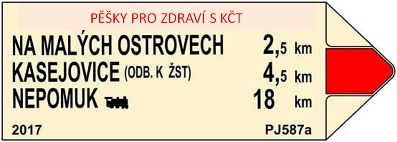 PĚŠKY PRO ZDRAVÍ S KČT
NA MALÝCH OSTROVECH 2,5 km
KASEJOVICE (ODB. K ŽST) 4,5 km
NEPOMUK 18 km
2017 PJ587a